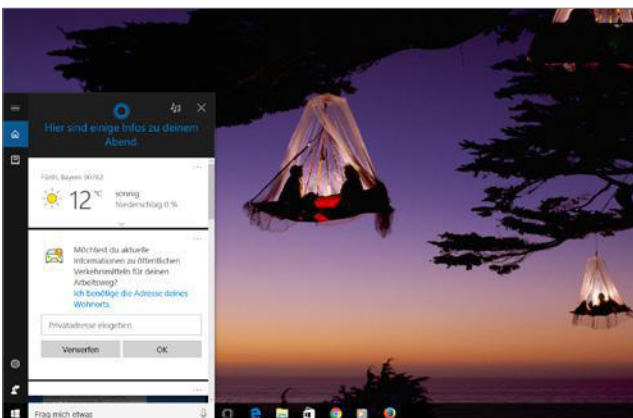 Hier sind einige Infos zu deinem
Abend.
Fürth, Bayern 90762
12 °C
sonnig
Niederschlag 0 %
Möchtest du aktuelle
Informationen zu öffentlichen
Verkehrsmitteln für deinen
Arbeitsweg?
Ich benötige die Adresse deines
Wohnorts.
Privatadresse eingeben
Verwerfen OK
Frag mich etwas